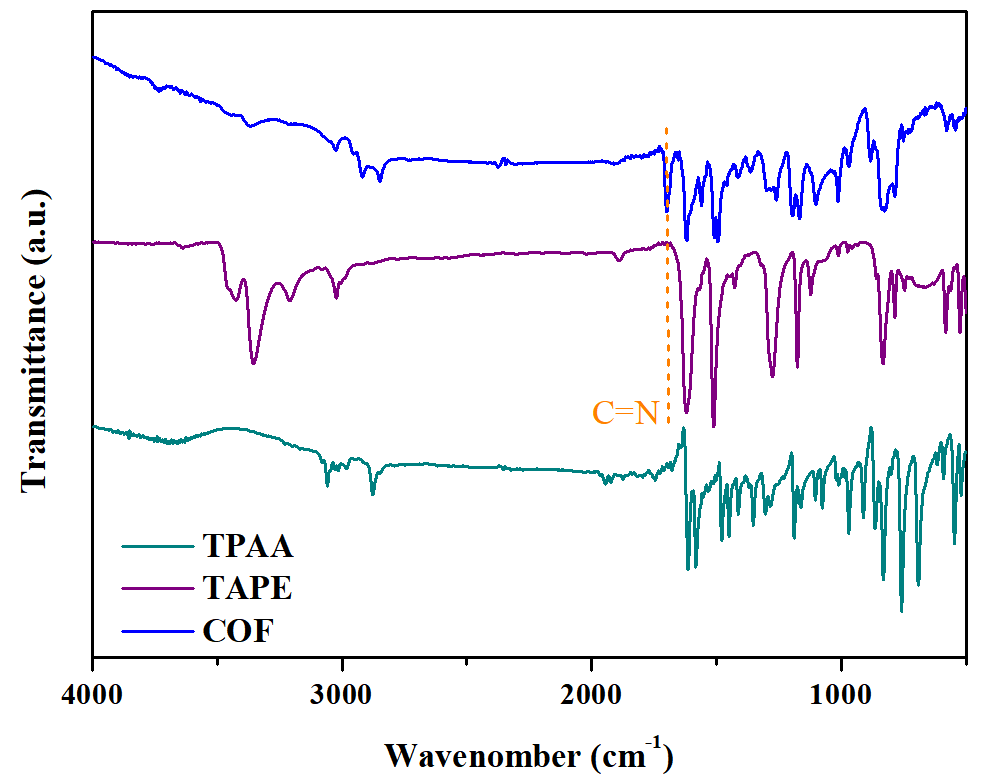 Transmittance (a.u.)
C=N
TPAA
TAPE
COF
4000 3000 2000 1000
Wavenomber (cm-1)